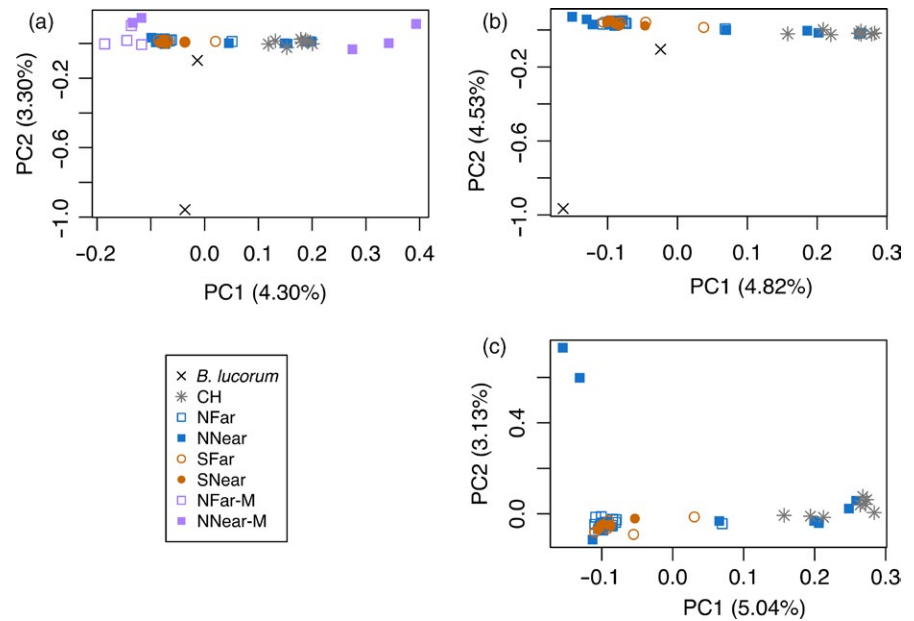 (a)
PC2 (3.30%)
-0.2
-0.6
-1.0
-0.2 0.0 0.1 0.2 0.3 0.4
PC1 (4.30%)
(b)
PC2 (4.53%)
-0.2
-0.6
-1.0
-0.1 0.0 0.1 0.2 0.3
PC1 (4.82%)
B. lucorum
CH
NFar
NNear
SFar
SNear
NFar-M
NNear-M
(c)
PC2 (3.13%)
0.4
0.0
-0.1 0.0 0.1 0.2 0.3
PC1 (5.04%)